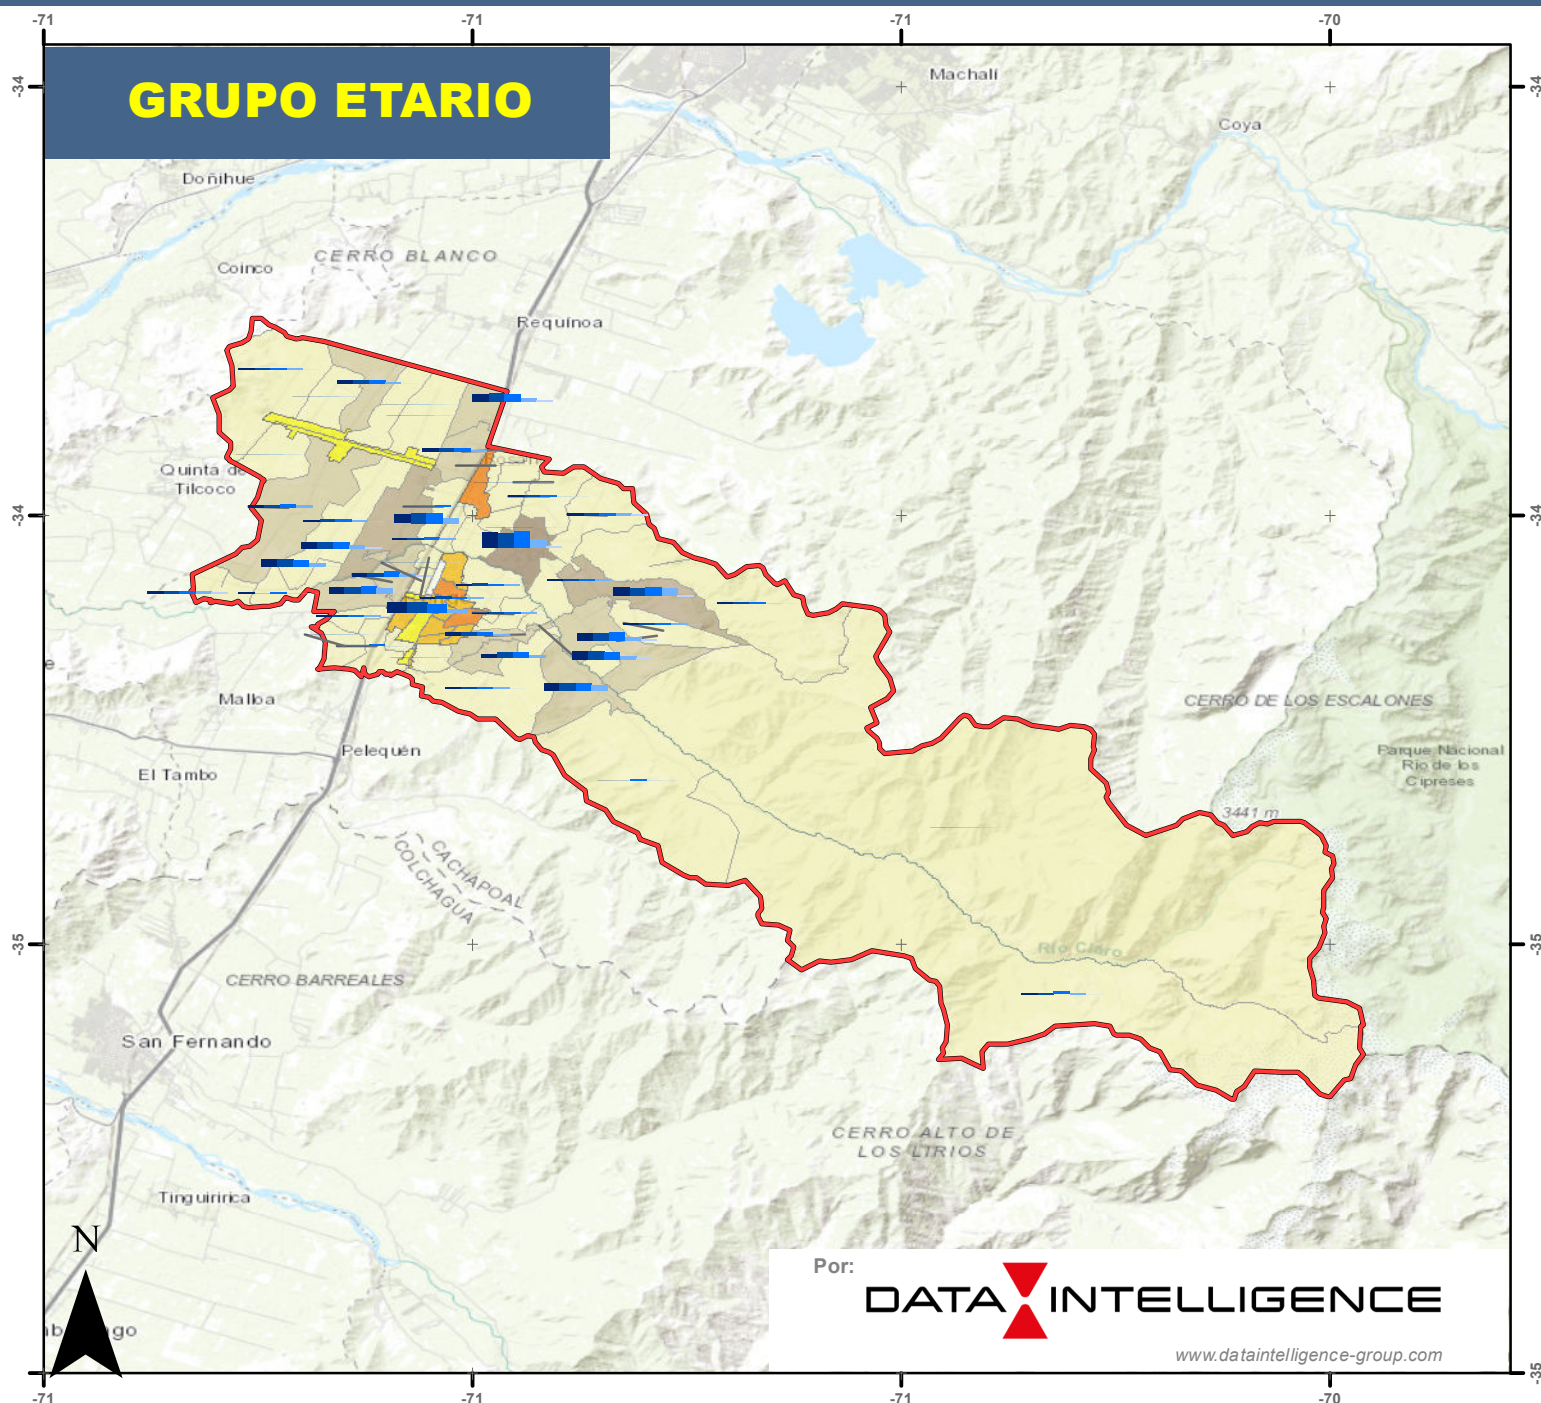 -71
-71
-71
-70
-34
-34
GRUPO ETARIO
Machalí
Coya
Doñihue
CERRO BLANCO
Coinco
Requínoa
Quinta de
Tilcoco
-34
-34
Malloa
CERRO DE LOS ESCALONES
Pelequén
El Tambo
Parque Nacional
Río de los
Cipreses
3441 m
CACHAPOAL
COLCHAGUA
-35
-35
Río Claro
CERRO BARREALES
San Fernando
CERRO ALTO DE
LOS LIRIOS
Tinguiririca
N
Por:
DATA INTELLIGENCE
www.dataintelligence-group.com
-35
-35
-71
-71
-71
-70